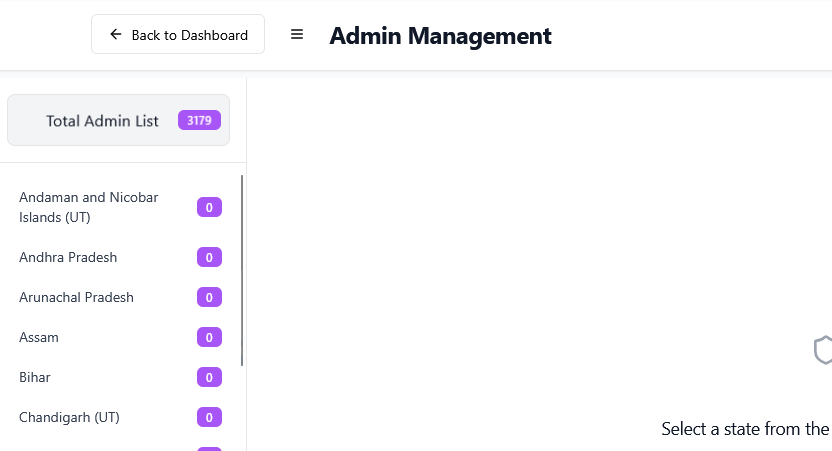 Back to Dashboard
Admin Management
Total Admin List 3179
Andaman and Nicobar
Islands (UT) 0
Andhra Pradesh 0
Arunachal Pradesh 0
Assam 0
Bihar 0
Chandigarh (UT) 0
Select a state from the